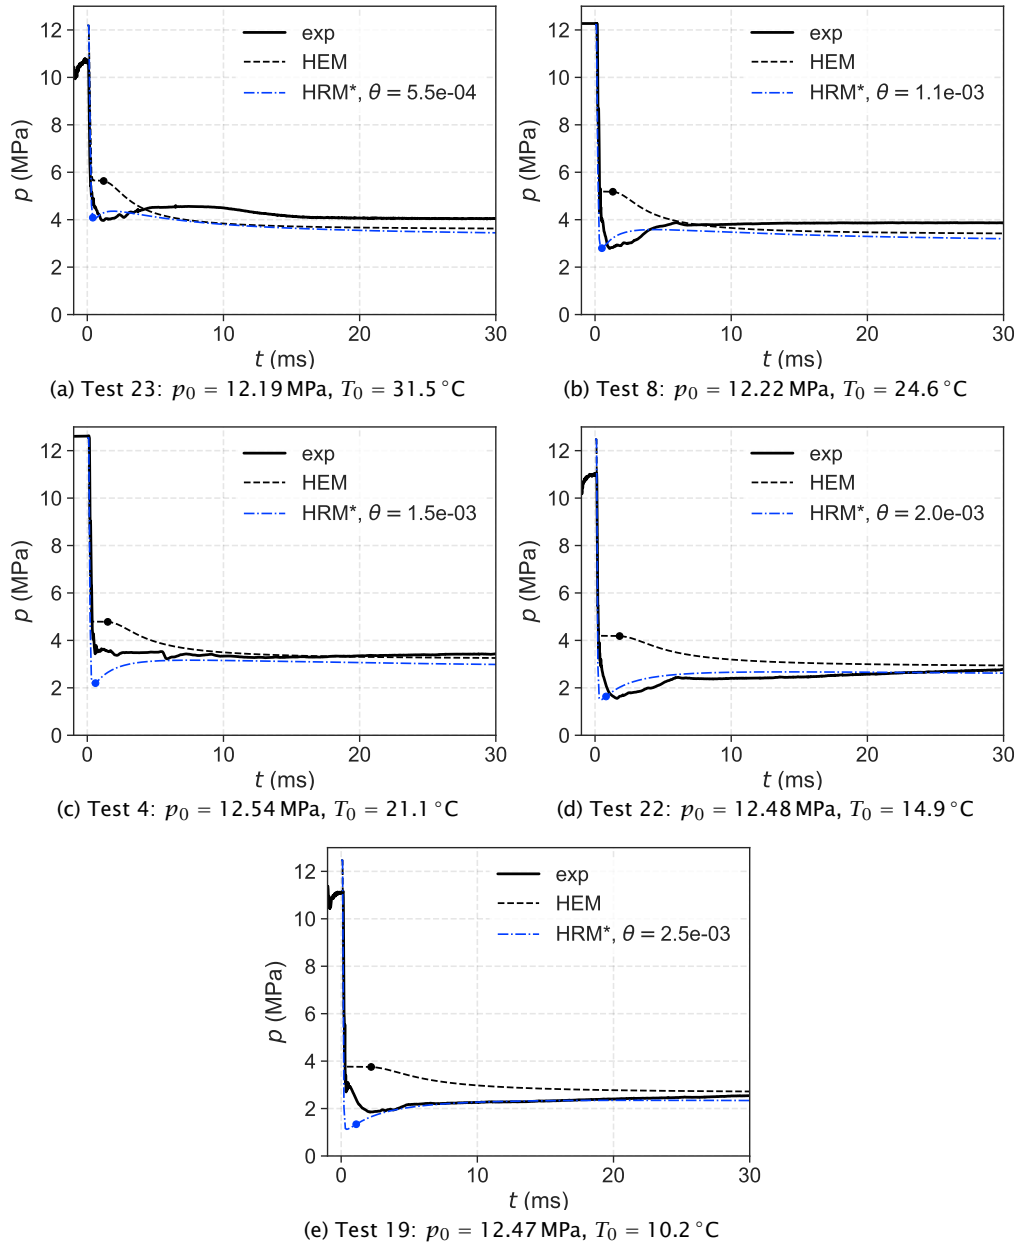 12
10
8
6
4
2
0
p (MPa)
exp
HEM
HRM*, θ = 5.5e-04
0 10 20 30
t (ms)
(a) Test 23: p₀ = 12.19 MPa, T₀ = 31.5 °C
12
10
8
6
4
2
0
p (MPa)
exp
HEM
HRM*, θ = 1.1e-03
0 10 20 30
t (ms)
(b) Test 8: p₀ = 12.22 MPa, T₀ = 24.6 °C
12
10
8
6
4
2
0
p (MPa)
exp
HEM
HRM*, θ = 1.5e-03
0 10 20 30
t (ms)
(c) Test 4: p₀ = 12.54 MPa, T₀ = 21.1 °C
12
10
8
6
4
2
0
p (MPa)
exp
HEM
HRM*, θ = 2.0e-03
0 10 20 30
t (ms)
(d) Test 22: p₀ = 12.48 MPa, T₀ = 14.9 °C
12
10
8
6
4
2
0
p (MPa)
exp
HEM
HRM*, θ = 2.5e-03
0 10 20 30
t (ms)
(e) Test 19: p₀ = 12.47 MPa, T₀ = 10.2 °C